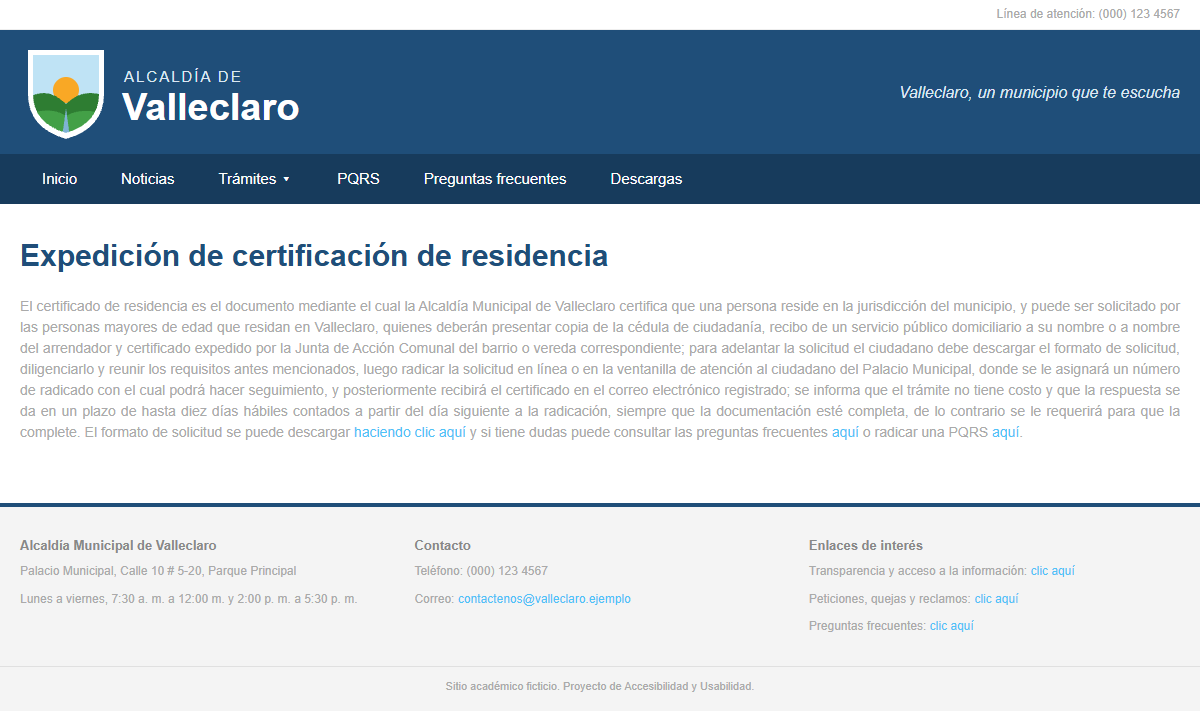 Línea de atención: (000) 123 4567
ALCALDÍA DE
Valleclaro
Valleclaro, un municipio que te escucha
Inicio Noticias Trámites PQRS Preguntas frecuentes Descargas
Expedición de certificación de residencia
El certificado de residencia es el documento mediante el cual la Alcaldía Municipal de Valleclaro certifica que una persona reside en la jurisdicción del municipio, y puede ser solicitado por
las personas mayores de edad que residan en Valleclaro, quienes deberán presentar copia de la cédula de ciudadanía, recibo de un servicio público domiciliario a su nombre o a nombre
del arrendador y certificado expedido por la Junta de Acción Comunal del barrio o vereda correspondiente; para adelantar la solicitud el ciudadano debe descargar el formato de solicitud,
diligenciarlo y reunir los requisitos antes mencionados, luego radicar la solicitud en línea o en la ventanilla de atención al ciudadano del Palacio Municipal, donde se le asignará un número
de radicado con el cual podrá hacer seguimiento, y posteriormente recibirá el certificado en el correo electrónico registrado; se informa que el trámite no tiene costo y que la respuesta se
da en un plazo de hasta diez días hábiles contados a partir del día siguiente a la radicación, siempre que la documentación esté completa, de lo contrario se le requerirá para que la
complete. El formato de solicitud se puede descargar haciendo clic aquí y si tiene dudas puede consultar las preguntas frecuentes aquí o radicar una PQRS aquí.
Alcaldía Municipal de Valleclaro
Palacio Municipal, Calle 10 # 5-20, Parque Principal
Lunes a viernes, 7:30 a. m. a 12:00 m. y 2:00 p. m. a 5:30 p. m.
Contacto
Teléfono: (000) 123 4567
Correo: contactenos@valleclaro.ejemplo
Enlaces de interés
Transparencia y acceso a la información: clic aquí
Peticiones, quejas y reclamos: clic aquí
Preguntas frecuentes: clic aquí
Sitio académico ficticio. Proyecto de Accesibilidad y Usabilidad.